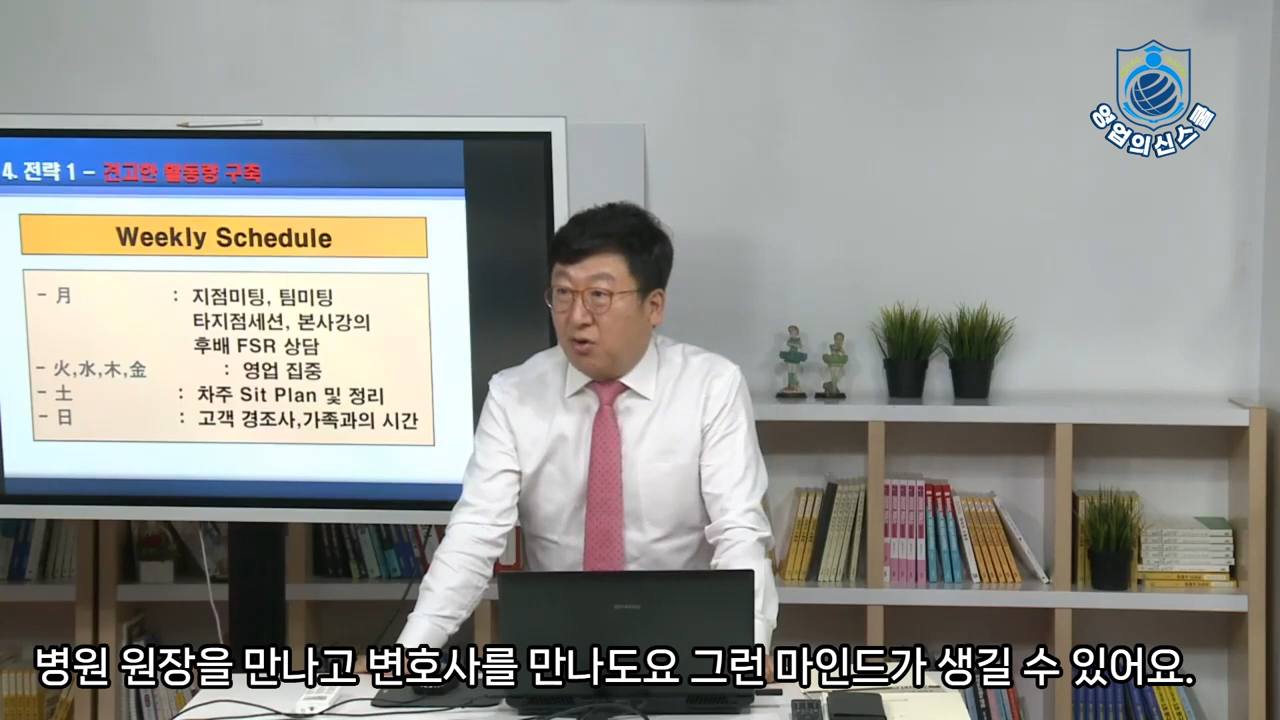 영업의신스쿨
4. 전략 1 - 견고한 활동량 구축
Weekly Schedule
- 月 : 지점미팅, 팀미팅
타지점세션, 본사강의
후배 FSR 상담
- 火,水,木,金 : 영업 집중
- 土 : 차주 Sit Plan 및 정리
- 日 : 고객 경조사,가족과의 시간
병원 원장을 만나고 변호사를 만나도요 그런 마인드가 생길 수 있어요.